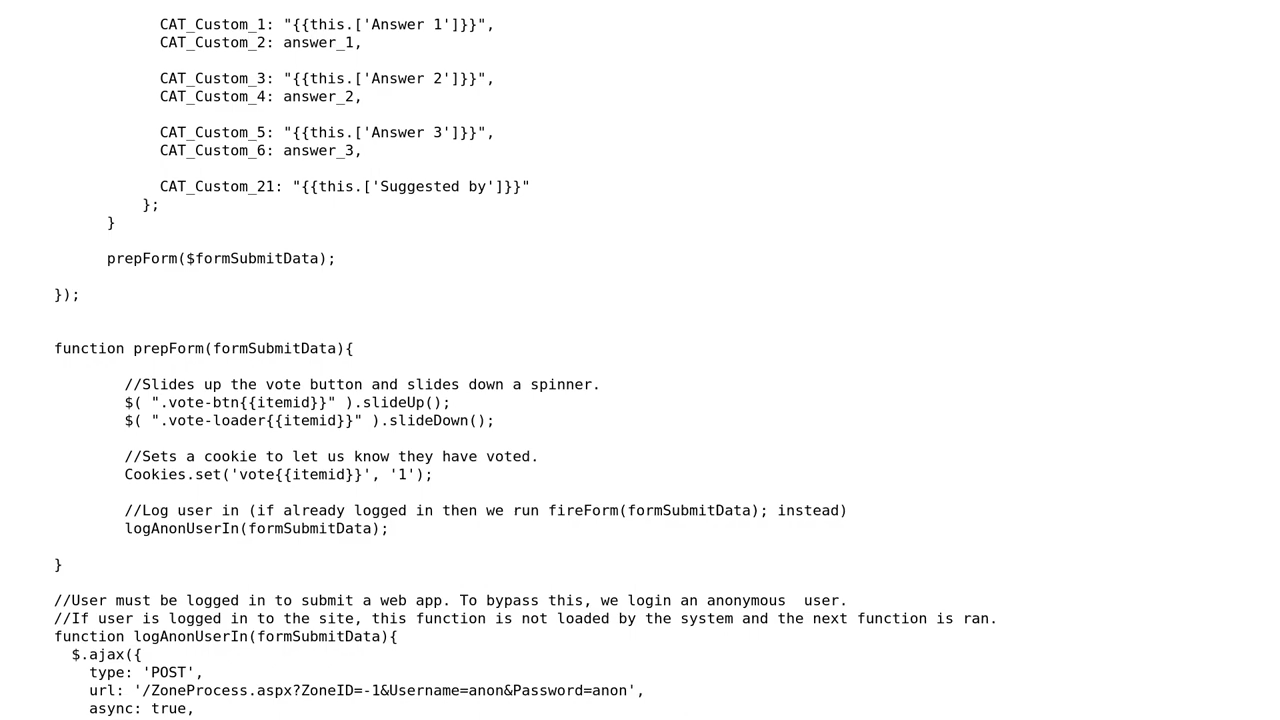 CAT_Custom_1: "{{this.['Answer 1']}}",
CAT_Custom_2: answer_1,
CAT_Custom_3: "{{this.['Answer 2']}}",
CAT_Custom_4: answer_2,
CAT_Custom_5: "{{this.['Answer 3']}}",
CAT_Custom_6: answer_3,
CAT_Custom_21: "{{this.['Suggested by']}}"
};
}
prepForm($formSubmitData);
});
function prepForm(formSubmitData){
//Slides up the vote button and slides down a spinner.
$( ".vote-btn{{itemid}}" ).slideUp();
$( ".vote-loader{{itemid}}" ).slideDown();
//Sets a cookie to let us know they have voted.
Cookies.set('vote{{itemid}}', '1');
//Log user in (if already logged in then we run fireForm(formSubmitData); instead)
logAnonUserIn(formSubmitData);
}
//User must be logged in to submit a web app. To bypass this, we login an anonymous  user.
//If user is logged in to the site, this function is not loaded by the system and the next function is ran.
function logAnonUserIn(formSubmitData){
$.ajax({
type: 'POST',
url: '/ZoneProcess.aspx?ZoneID=-1&Username=anon&Password=anon',
async: true,